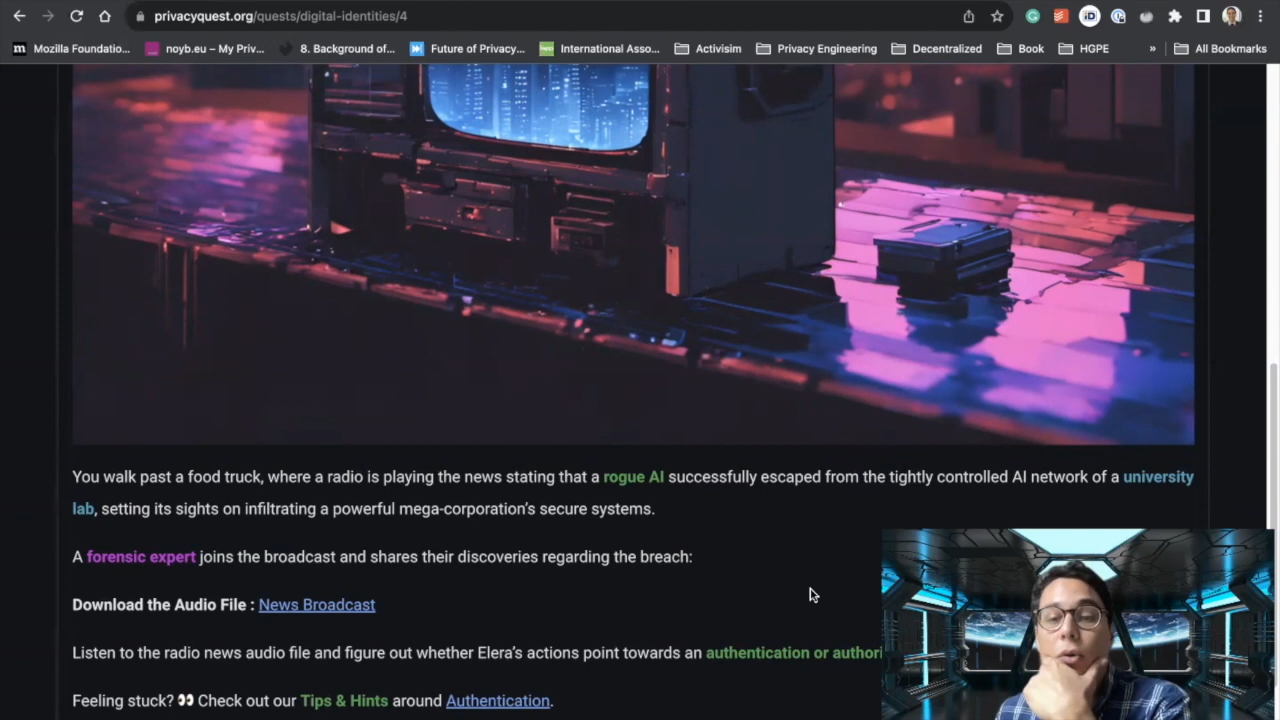 privacyquest.org/quests/digital-identities/4
m Mozilla Foundatio... noyb.eu – My Priv... 8. Background of... Future of Privacy... International Asso... Activisim Privacy Engineering Decentralized Book HGPE » All Bookmarks
You walk past a food truck, where a radio is playing the news stating that a rogue AI successfully escaped from the tightly controlled AI network of a university
lab, setting its sights on infiltrating a powerful mega-corporation's secure systems.
A forensic expert joins the broadcast and shares their discoveries regarding the breach:
Download the Audio File : News Broadcast
Listen to the radio news audio file and figure out whether Elera's actions point towards an authentication or authori
Feeling stuck? 👀 Check out our Tips & Hints around Authentication.